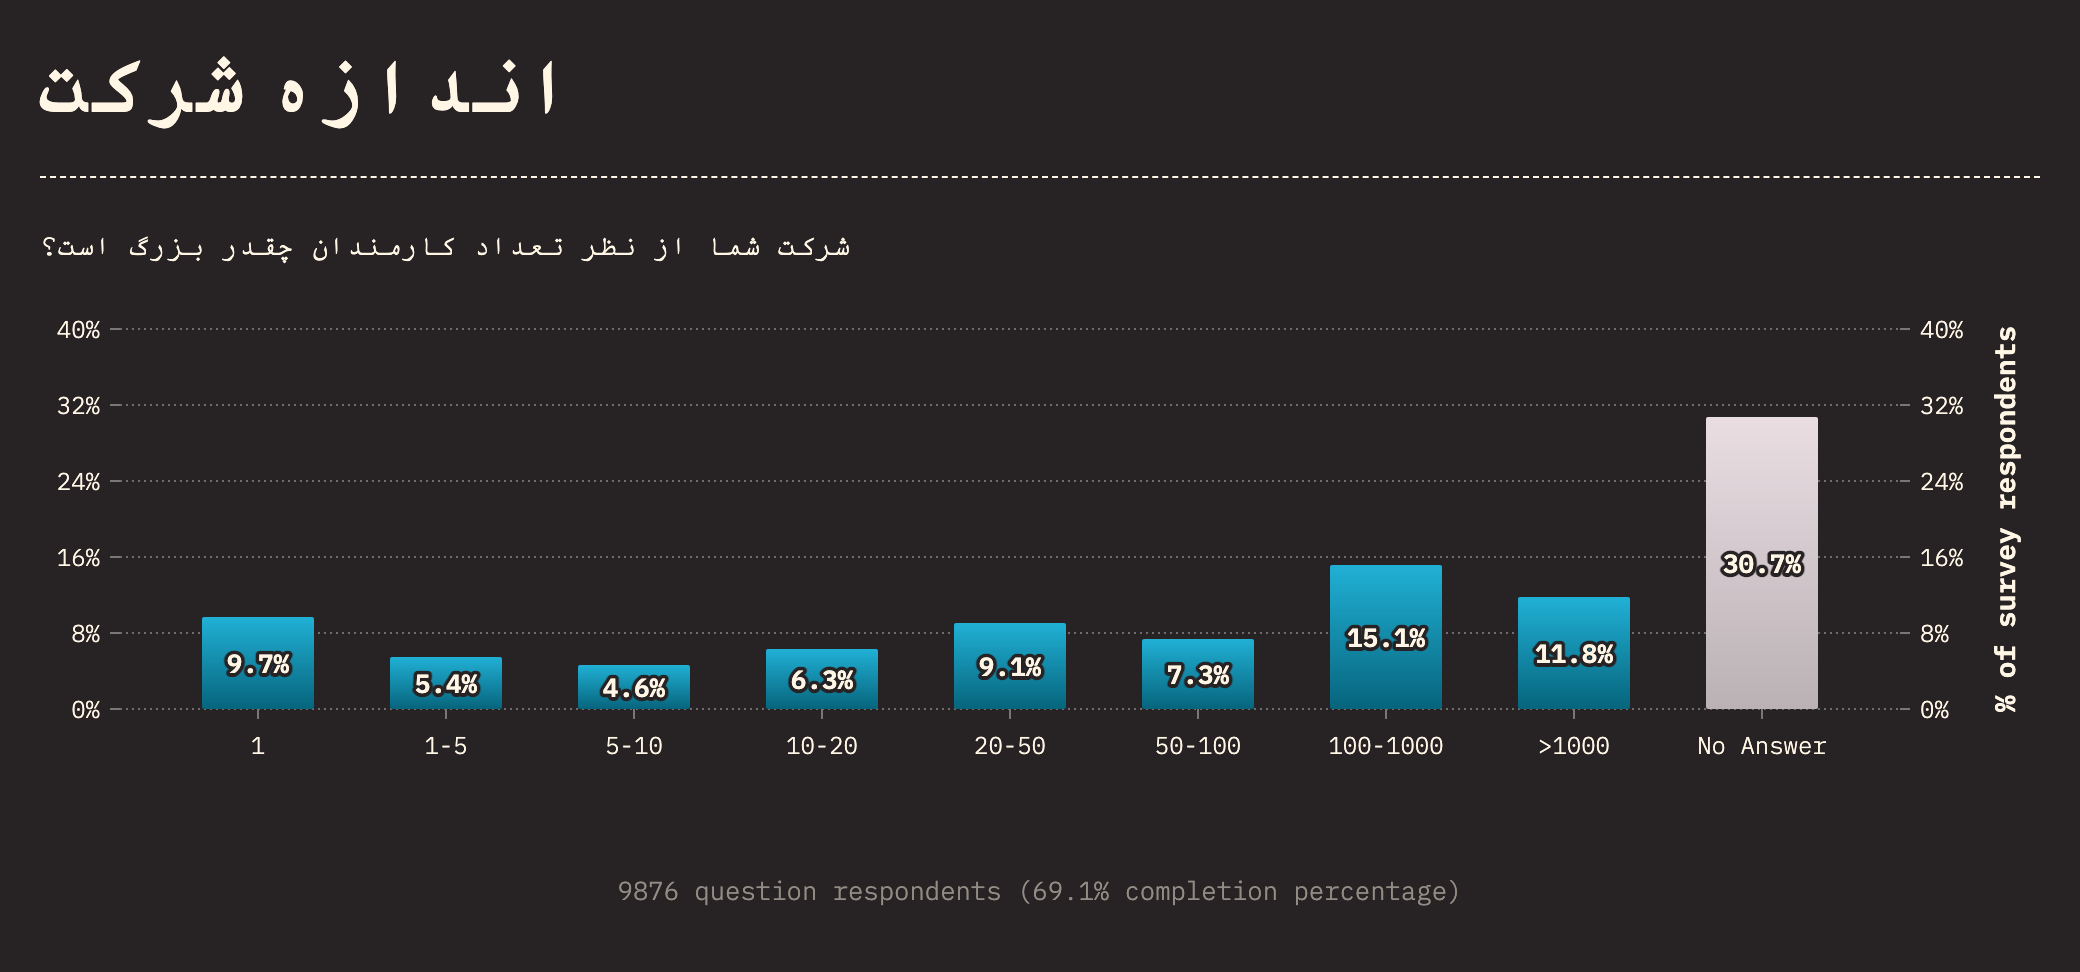 اندازه شرکت
شرکت شما از نظر تعداد کارمندان چقدر بزرگ است؟
40% 40%
32% 32%
24% 24%
16% 16%
8% 8%
0% 0%
% of survey respondents
9.7% 5.4% 4.6% 6.3% 9.1% 7.3% 15.1% 11.8% 30.7%
1 1-5 5-10 10-20 20-50 50-100 100-1000 >1000 No Answer
9876 question respondents (69.1% completion percentage)